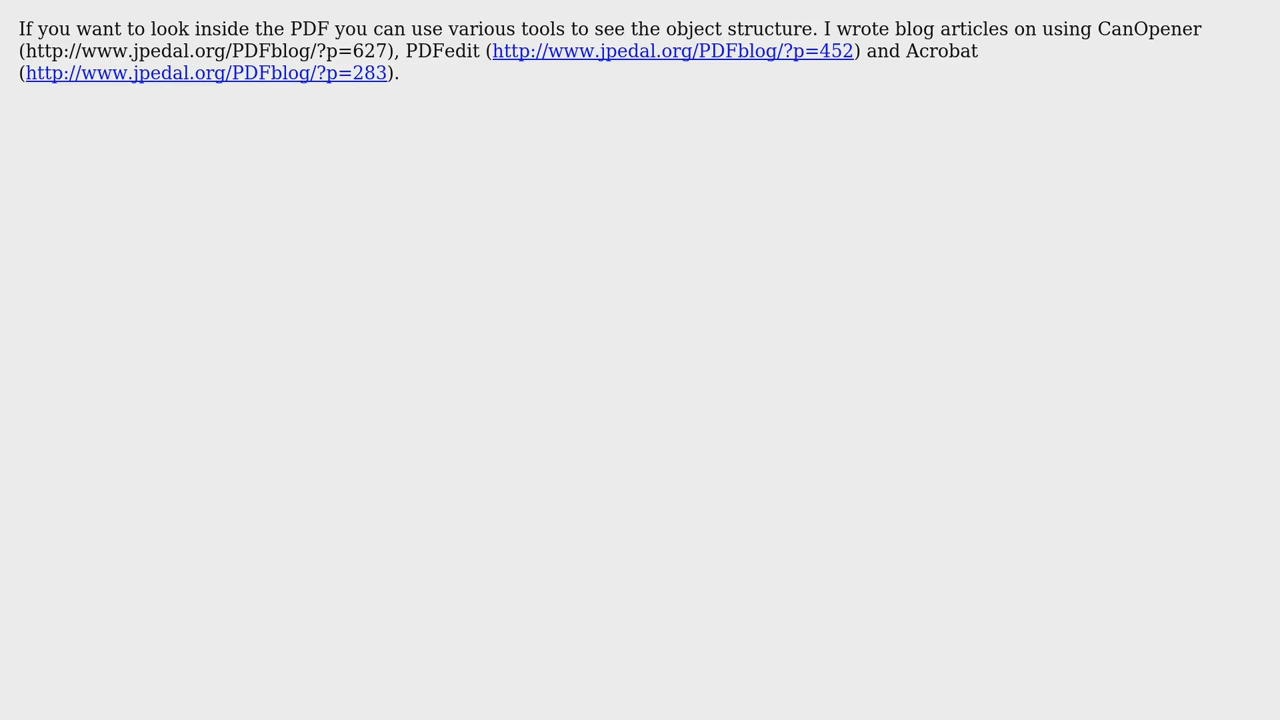 If you want to look inside the PDF you can use various tools to see the object structure. I wrote blog articles on using CanOpener
(http://www.jpedal.org/PDFblog/?p=627), PDFedit (http://www.jpedal.org/PDFblog/?p=452) and Acrobat
(http://www.jpedal.org/PDFblog/?p=283).